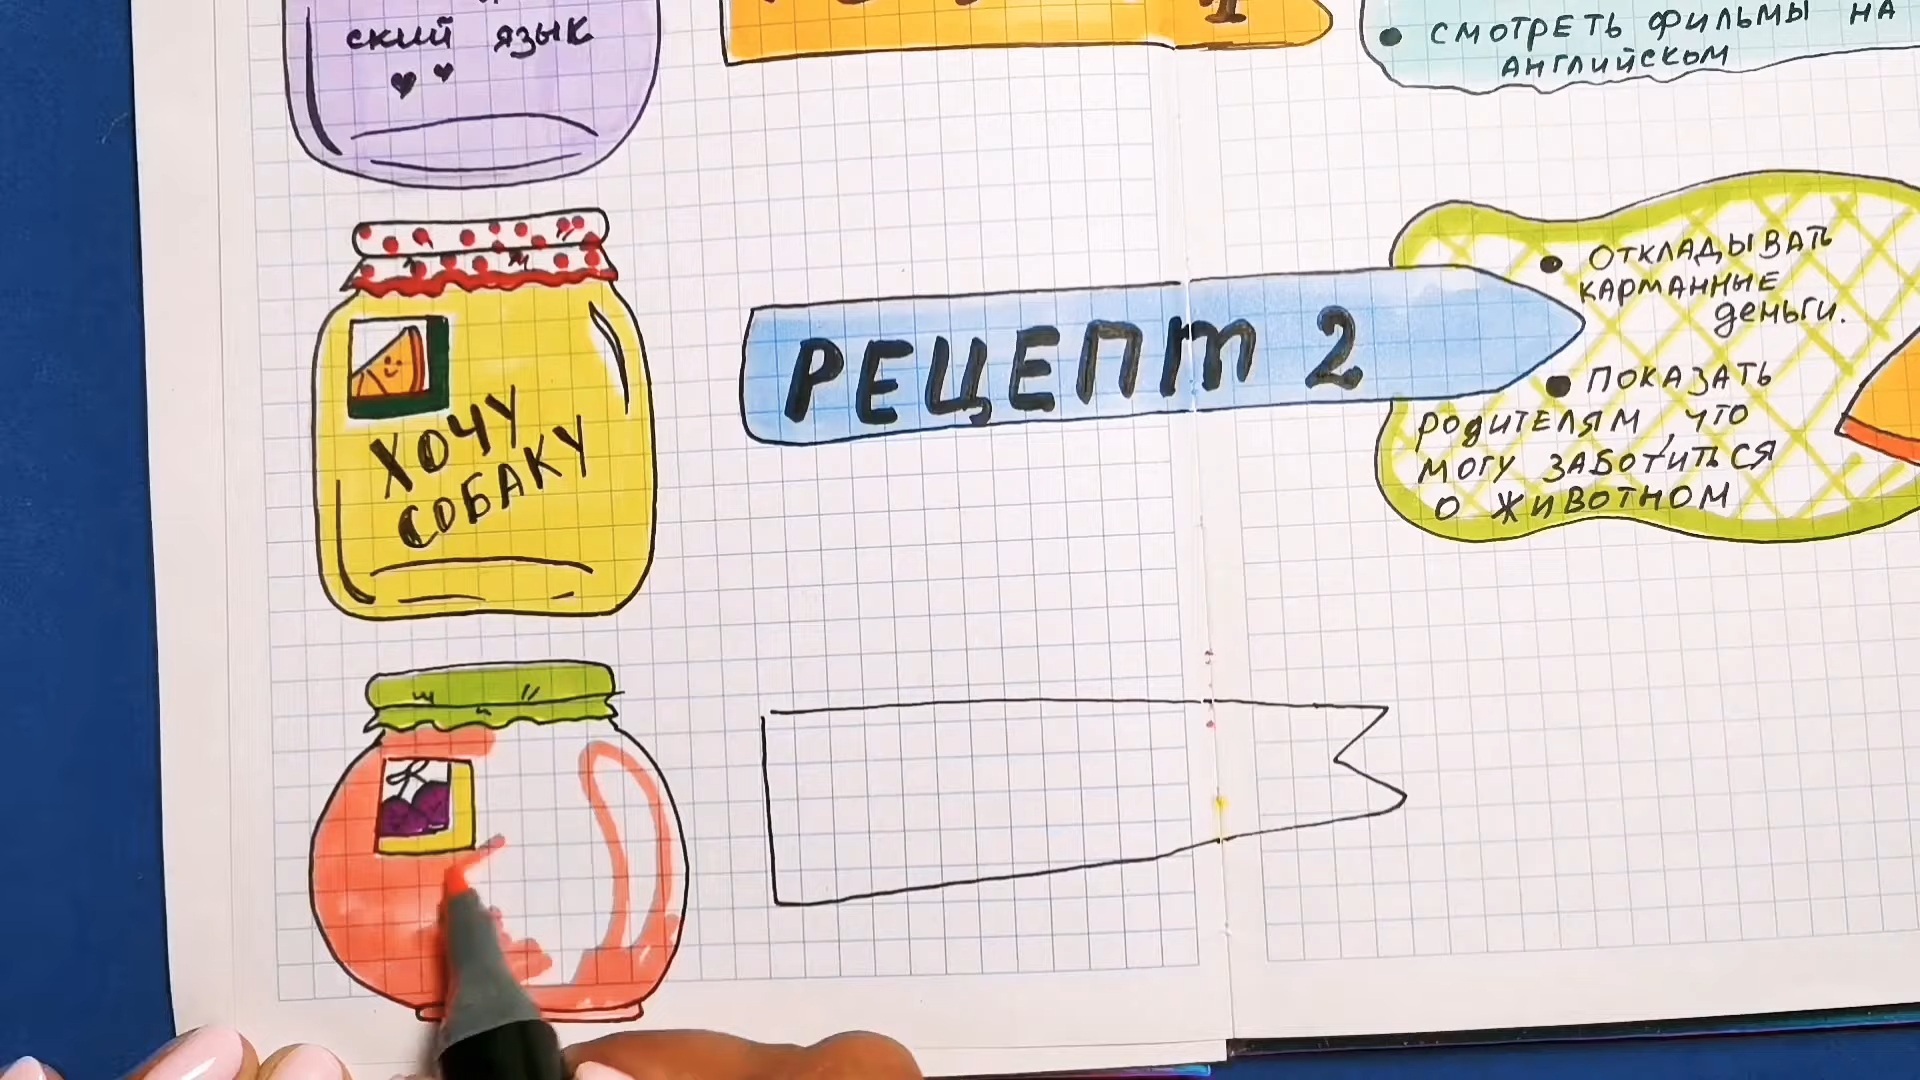 ский язык
СМОТРЕТЬ ФИЛЬМЫ НА
АНГЛИЙСКОМ
ХОЧУ
СОБАКУ
РЕЦЕПТ 2
ОТКЛАДЫВАТЬ
КАРМАННЫЕ
деньги.
ПОКАЗАТЬ
РОДИТЕЛЯМ, ЧТО
МОГУ ЗАБОТИТЬСЯ
О ЖИВОТНОМ